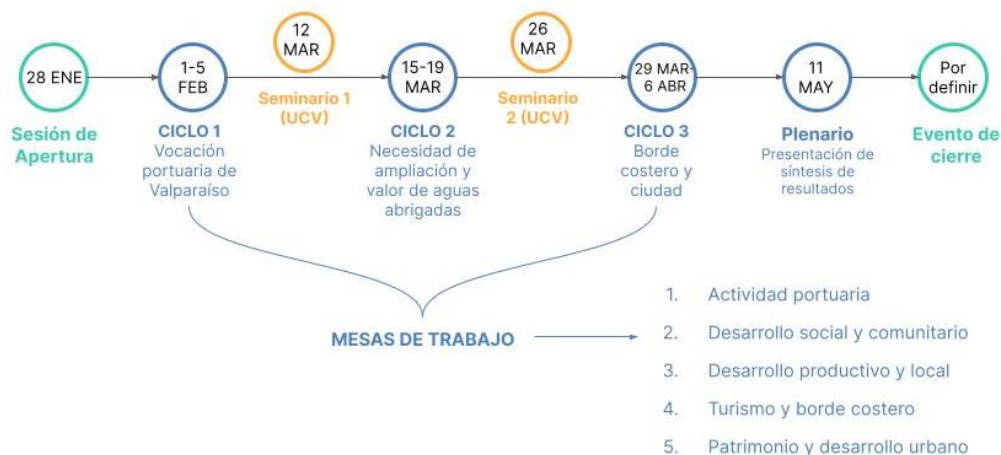 28 ENE
Sesión de
Apertura
1-5
FEB
CICLO 1
Vocación
portuaria de
Valparaíso
12
MAR
Seminario 1
(UCV)
15-19
MAR
CICLO 2
Necesidad de
ampliación y
valor de aguas
abrigadas
26
MAR
Seminario
2 (UCV)
29 MAR-
6 ABR
CICLO 3
Borde
costero y
ciudad
11
MAY
Plenario
Presentación de
síntesis de
resultados
Por
definir
Evento de
cierre
MESAS DE TRABAJO
1. Actividad portuaria
2. Desarrollo social y comunitario
3. Desarrollo productivo y local
4. Turismo y borde costero
5. Patrimonio y desarrollo urbano